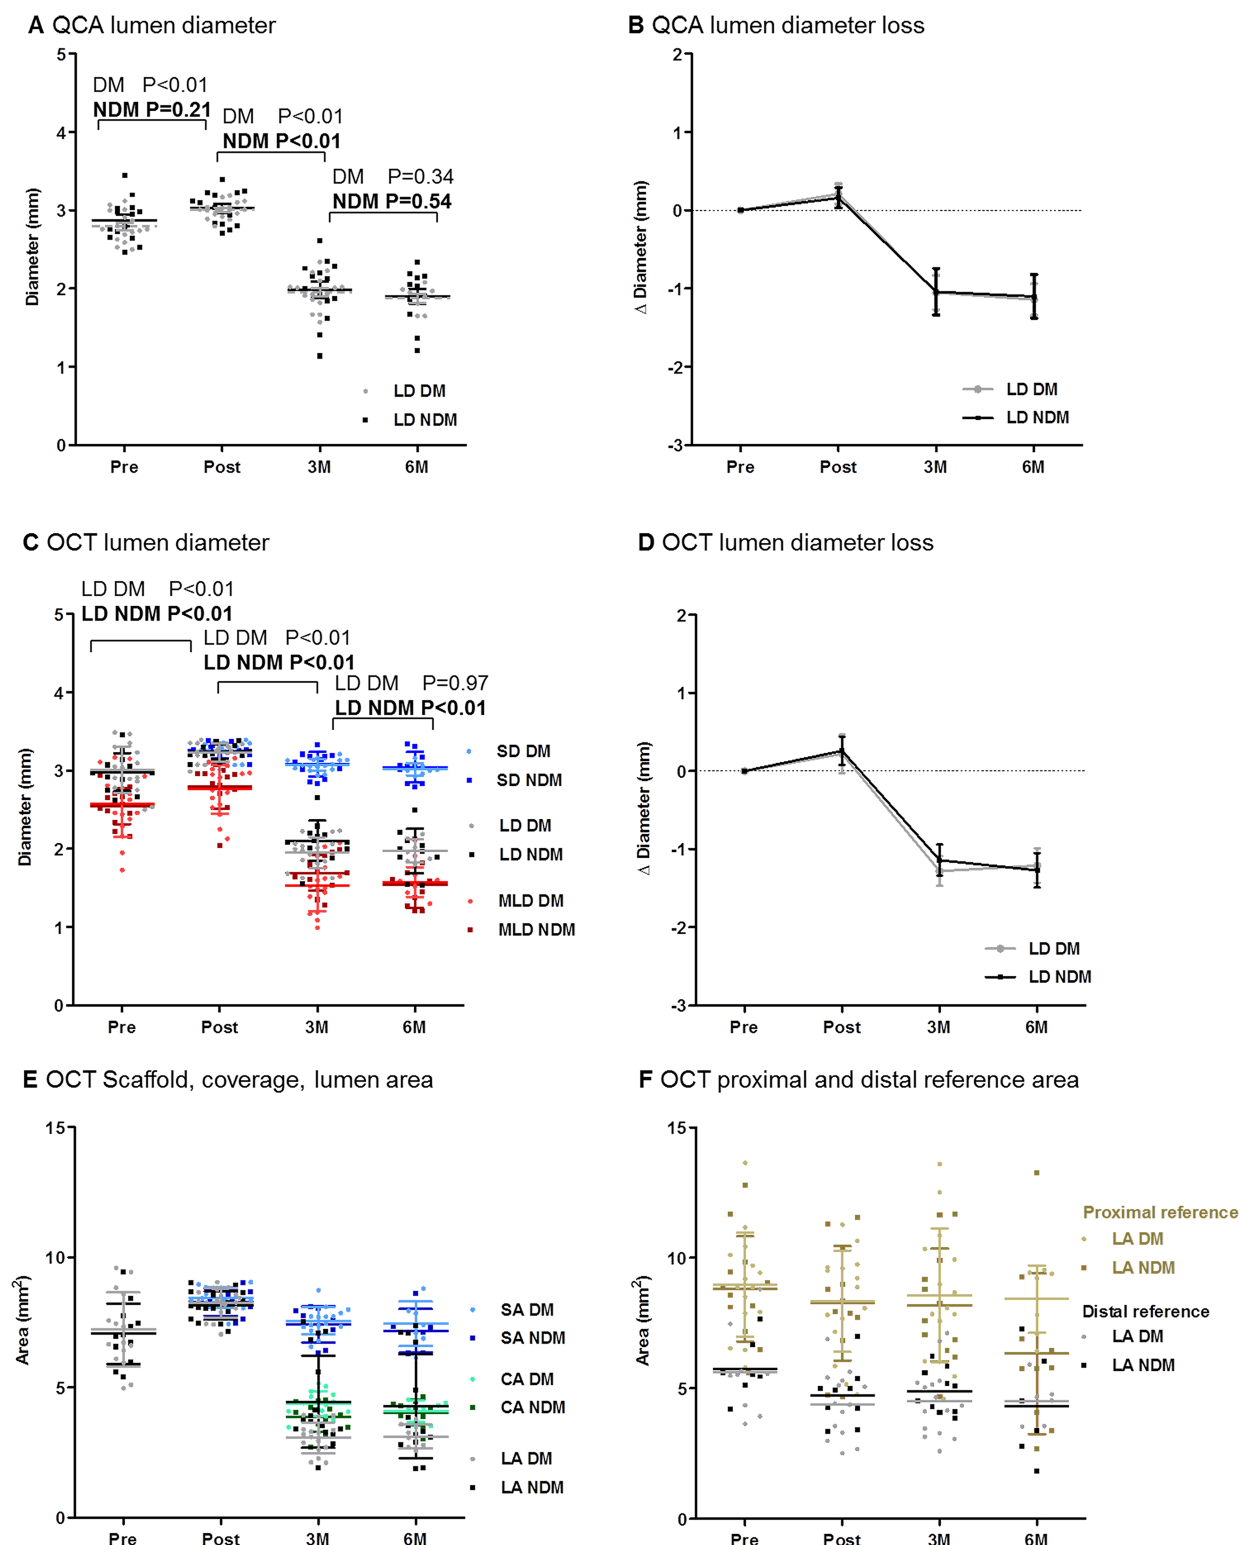 A QCA lumen diameter
5
4
3
2
1
0
Diameter (mm)
DM P<0.01
NDM P=0.21
DM P<0.01
NDM P<0.01
DM P=0.34
NDM P=0.54
LD DM
LD NDM
Pre Post 3M 6M
B QCA lumen diameter loss
2
1
0
-1
-2
-3
Δ Diameter (mm)
LD DM
LD NDM
Pre Post 3M 6M
C OCT lumen diameter
LD DM P<0.01
LD NDM P<0.01
LD DM P<0.01
LD NDM P<0.01
LD DM P=0.97
LD NDM P<0.01
5
4
3
2
1
0
Diameter (mm)
SD DM
SD NDM
LD DM
LD NDM
MLD DM
MLD NDM
Pre Post 3M 6M
D OCT lumen diameter loss
2
1
0
-1
-2
-3
Δ Diameter (mm)
LD DM
LD NDM
Pre Post 3M 6M
E OCT Scaffold, coverage, lumen area
15
10
5
0
Area (mm²)
SA DM
SA NDM
CA DM
CA NDM
LA DM
LA NDM
Pre Post 3M 6M
F OCT proximal and distal reference area
15
10
5
0
Area (mm²)
Proximal reference
LA DM
LA NDM
Distal reference
LA DM
LA NDM
Pre Post 3M 6M